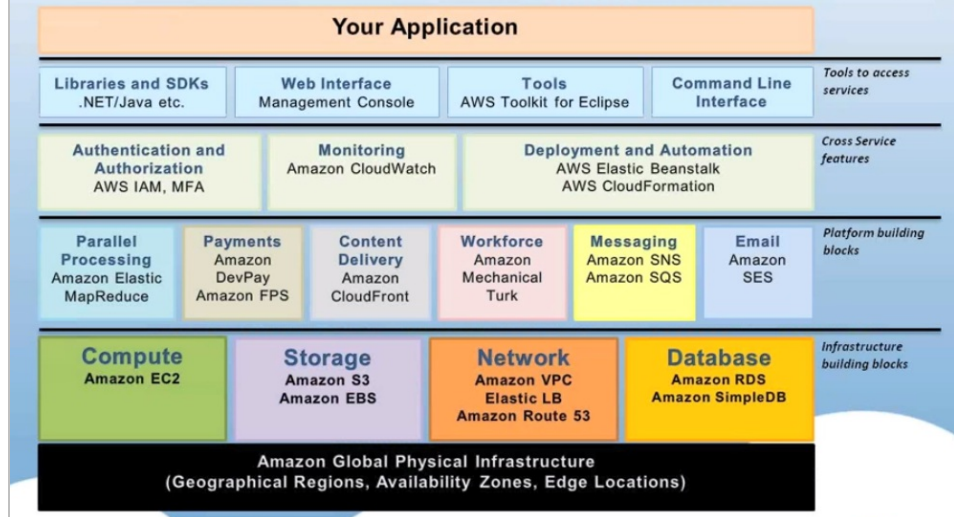 Your Application
Libraries and SDKs
.NET/Java etc.
Web Interface
Management Console
Tools
AWS Toolkit for Eclipse
Command Line
Interface
Tools to access
services
Authentication and
Authorization
AWS IAM, MFA
Monitoring
Amazon CloudWatch
Deployment and Automation
AWS Elastic Beanstalk
AWS CloudFormation
Cross Service
features
Parallel
Processing
Amazon Elastic
MapReduce
Payments
Amazon
DevPay
Amazon FPS
Content
Delivery
Amazon
CloudFront
Workforce
Amazon
Mechanical
Turk
Messaging
Amazon SNS
Amazon SQS
Email
Amazon
SES
Platform building
blocks
Compute
Amazon EC2
Storage
Amazon S3
Amazon EBS
Network
Amazon VPC
Elastic LB
Amazon Route 53
Database
Amazon RDS
Amazon SimpleDB
Infrastructure
building blocks
Amazon Global Physical Infrastructure
(Geographical Regions, Availability Zones, Edge Locations)